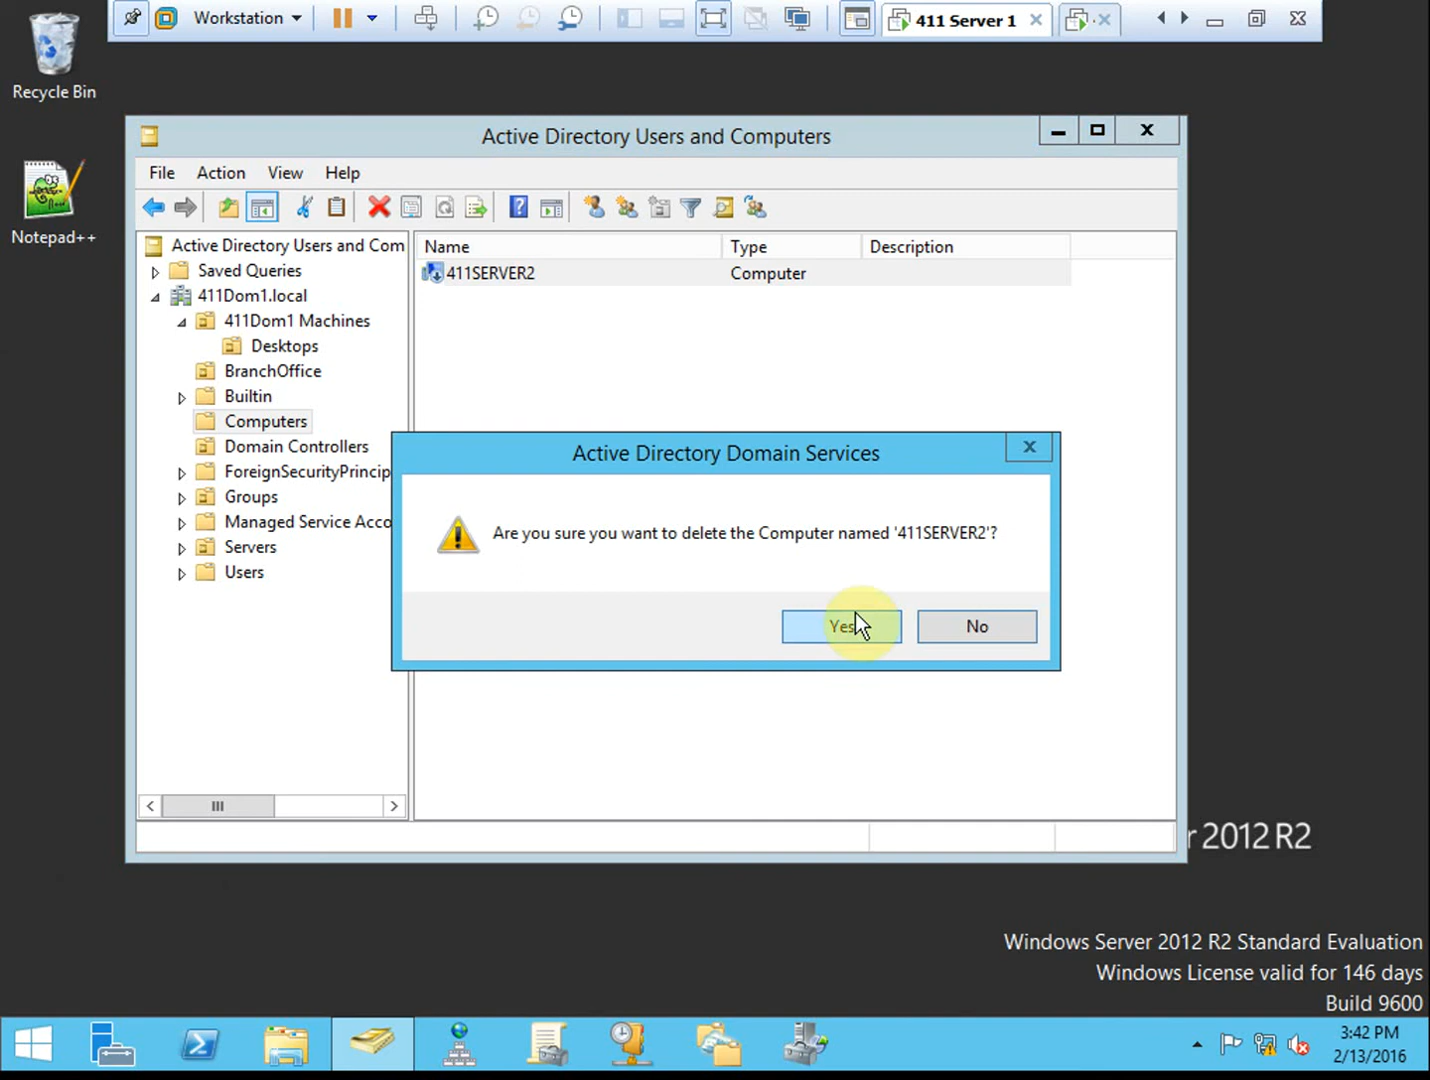 Workstation
411 Server 1
Recycle Bin
Notepad++
Active Directory Users and Computers
File Action View Help
Active Directory Users and Com
Saved Queries
411Dom1.local
411Dom1 Machines
Desktops
BranchOffice
Builtin
Computers
Domain Controllers
ForeignSecurityPrincip
Groups
Managed Service Acco
Servers
Users
Name Type Description
411SERVER2 Computer
Active Directory Domain Services
Are you sure you want to delete the Computer named '411SERVER2'?
Yes No
r 2012 R2
Windows Server 2012 R2 Standard Evaluation
Windows License valid for 146 days
Build 9600
3:42 PM
2/13/2016